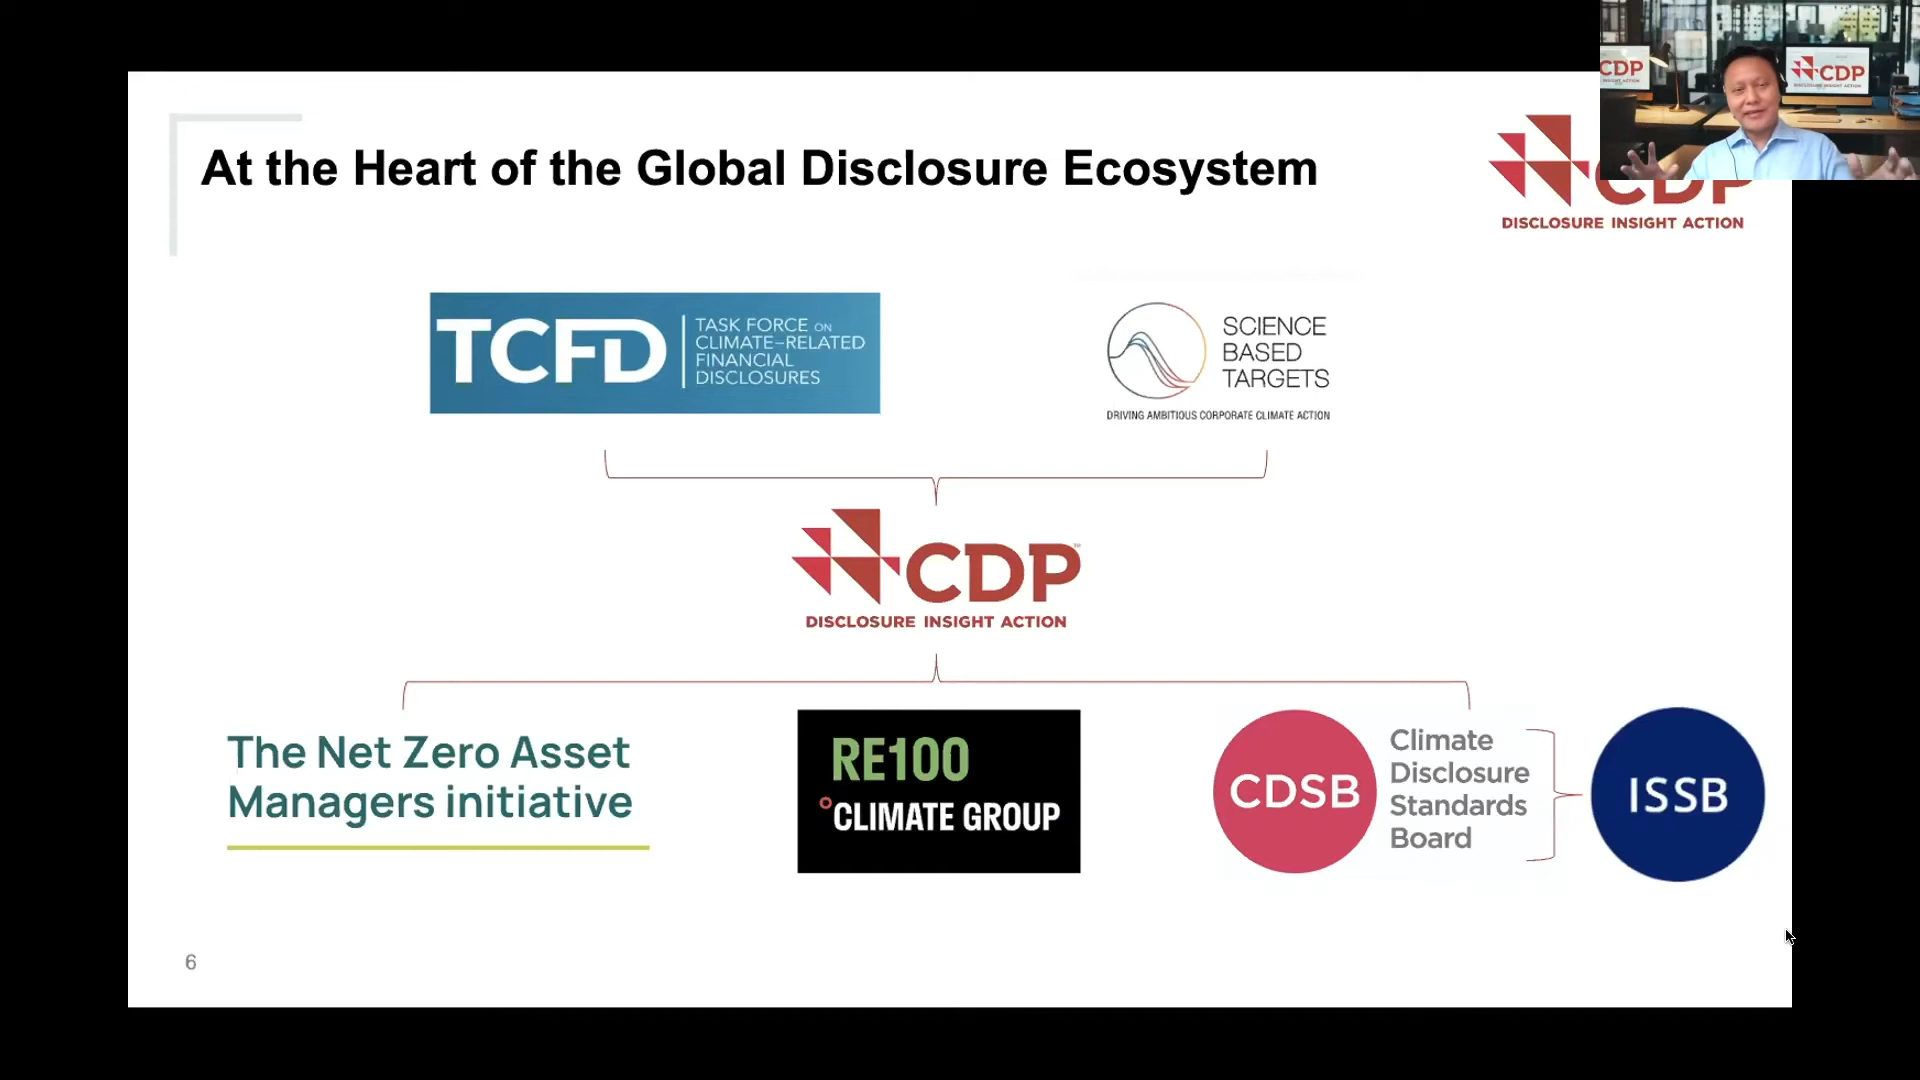 CDP
CDP
At the Heart of the Global Disclosure Ecosystem
CDP
DISCLOSURE INSIGHT ACTION
TCFD
TASK FORCE ON
CLIMATE-RELATED
FINANCIAL
DISCLOSURES
SCIENCE
BASED
TARGETS
DRIVING AMBITIOUS CORPORATE CLIMATE ACTION
CDP
DISCLOSURE INSIGHT ACTION
The Net Zero Asset
Managers initiative
RE100
°CLIMATE GROUP
CDSB
Climate
Disclosure
Standards
Board
ISSB
6